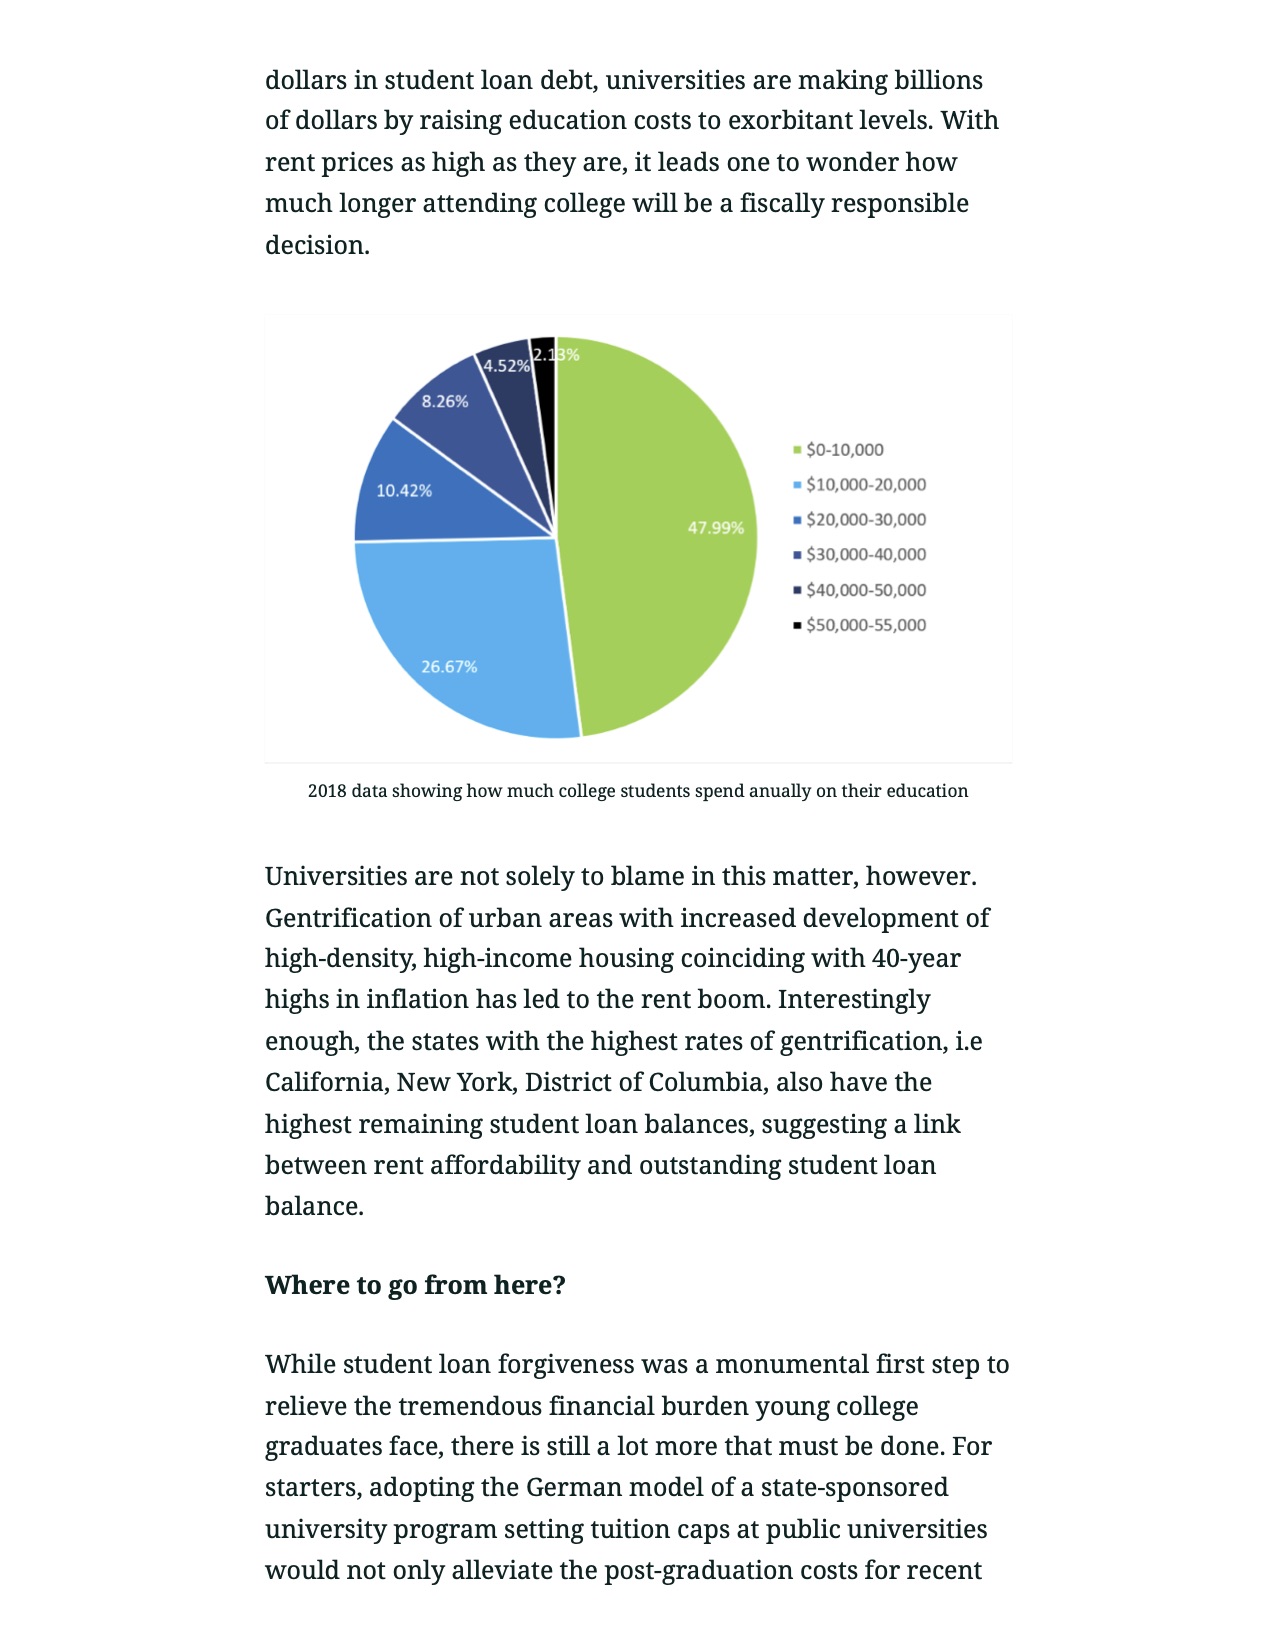 dollars in student loan debt, universities are making billions
of dollars by raising education costs to exorbitant levels. With
rent prices as high as they are, it leads one to wonder how
much longer attending college will be a fiscally responsible
decision.
2.13%
4.52%
8.26%
10.42%
47.99%
26.67%
$0-10,000
$10,000-20,000
$20,000-30,000
$30,000-40,000
$40,000-50,000
$50,000-55,000
2018 data showing how much college students spend anually on their education
Universities are not solely to blame in this matter, however.
Gentrification of urban areas with increased development of
high-density, high-income housing coinciding with 40-year
highs in inflation has led to the rent boom. Interestingly
enough, the states with the highest rates of gentrification, i.e
California, New York, District of Columbia, also have the
highest remaining student loan balances, suggesting a link
between rent affordability and outstanding student loan
balance.
Where to go from here?
While student loan forgiveness was a monumental first step to
relieve the tremendous financial burden young college
graduates face, there is still a lot more that must be done. For
starters, adopting the German model of a state-sponsored
university program setting tuition caps at public universities
would not only alleviate the post-graduation costs for recent